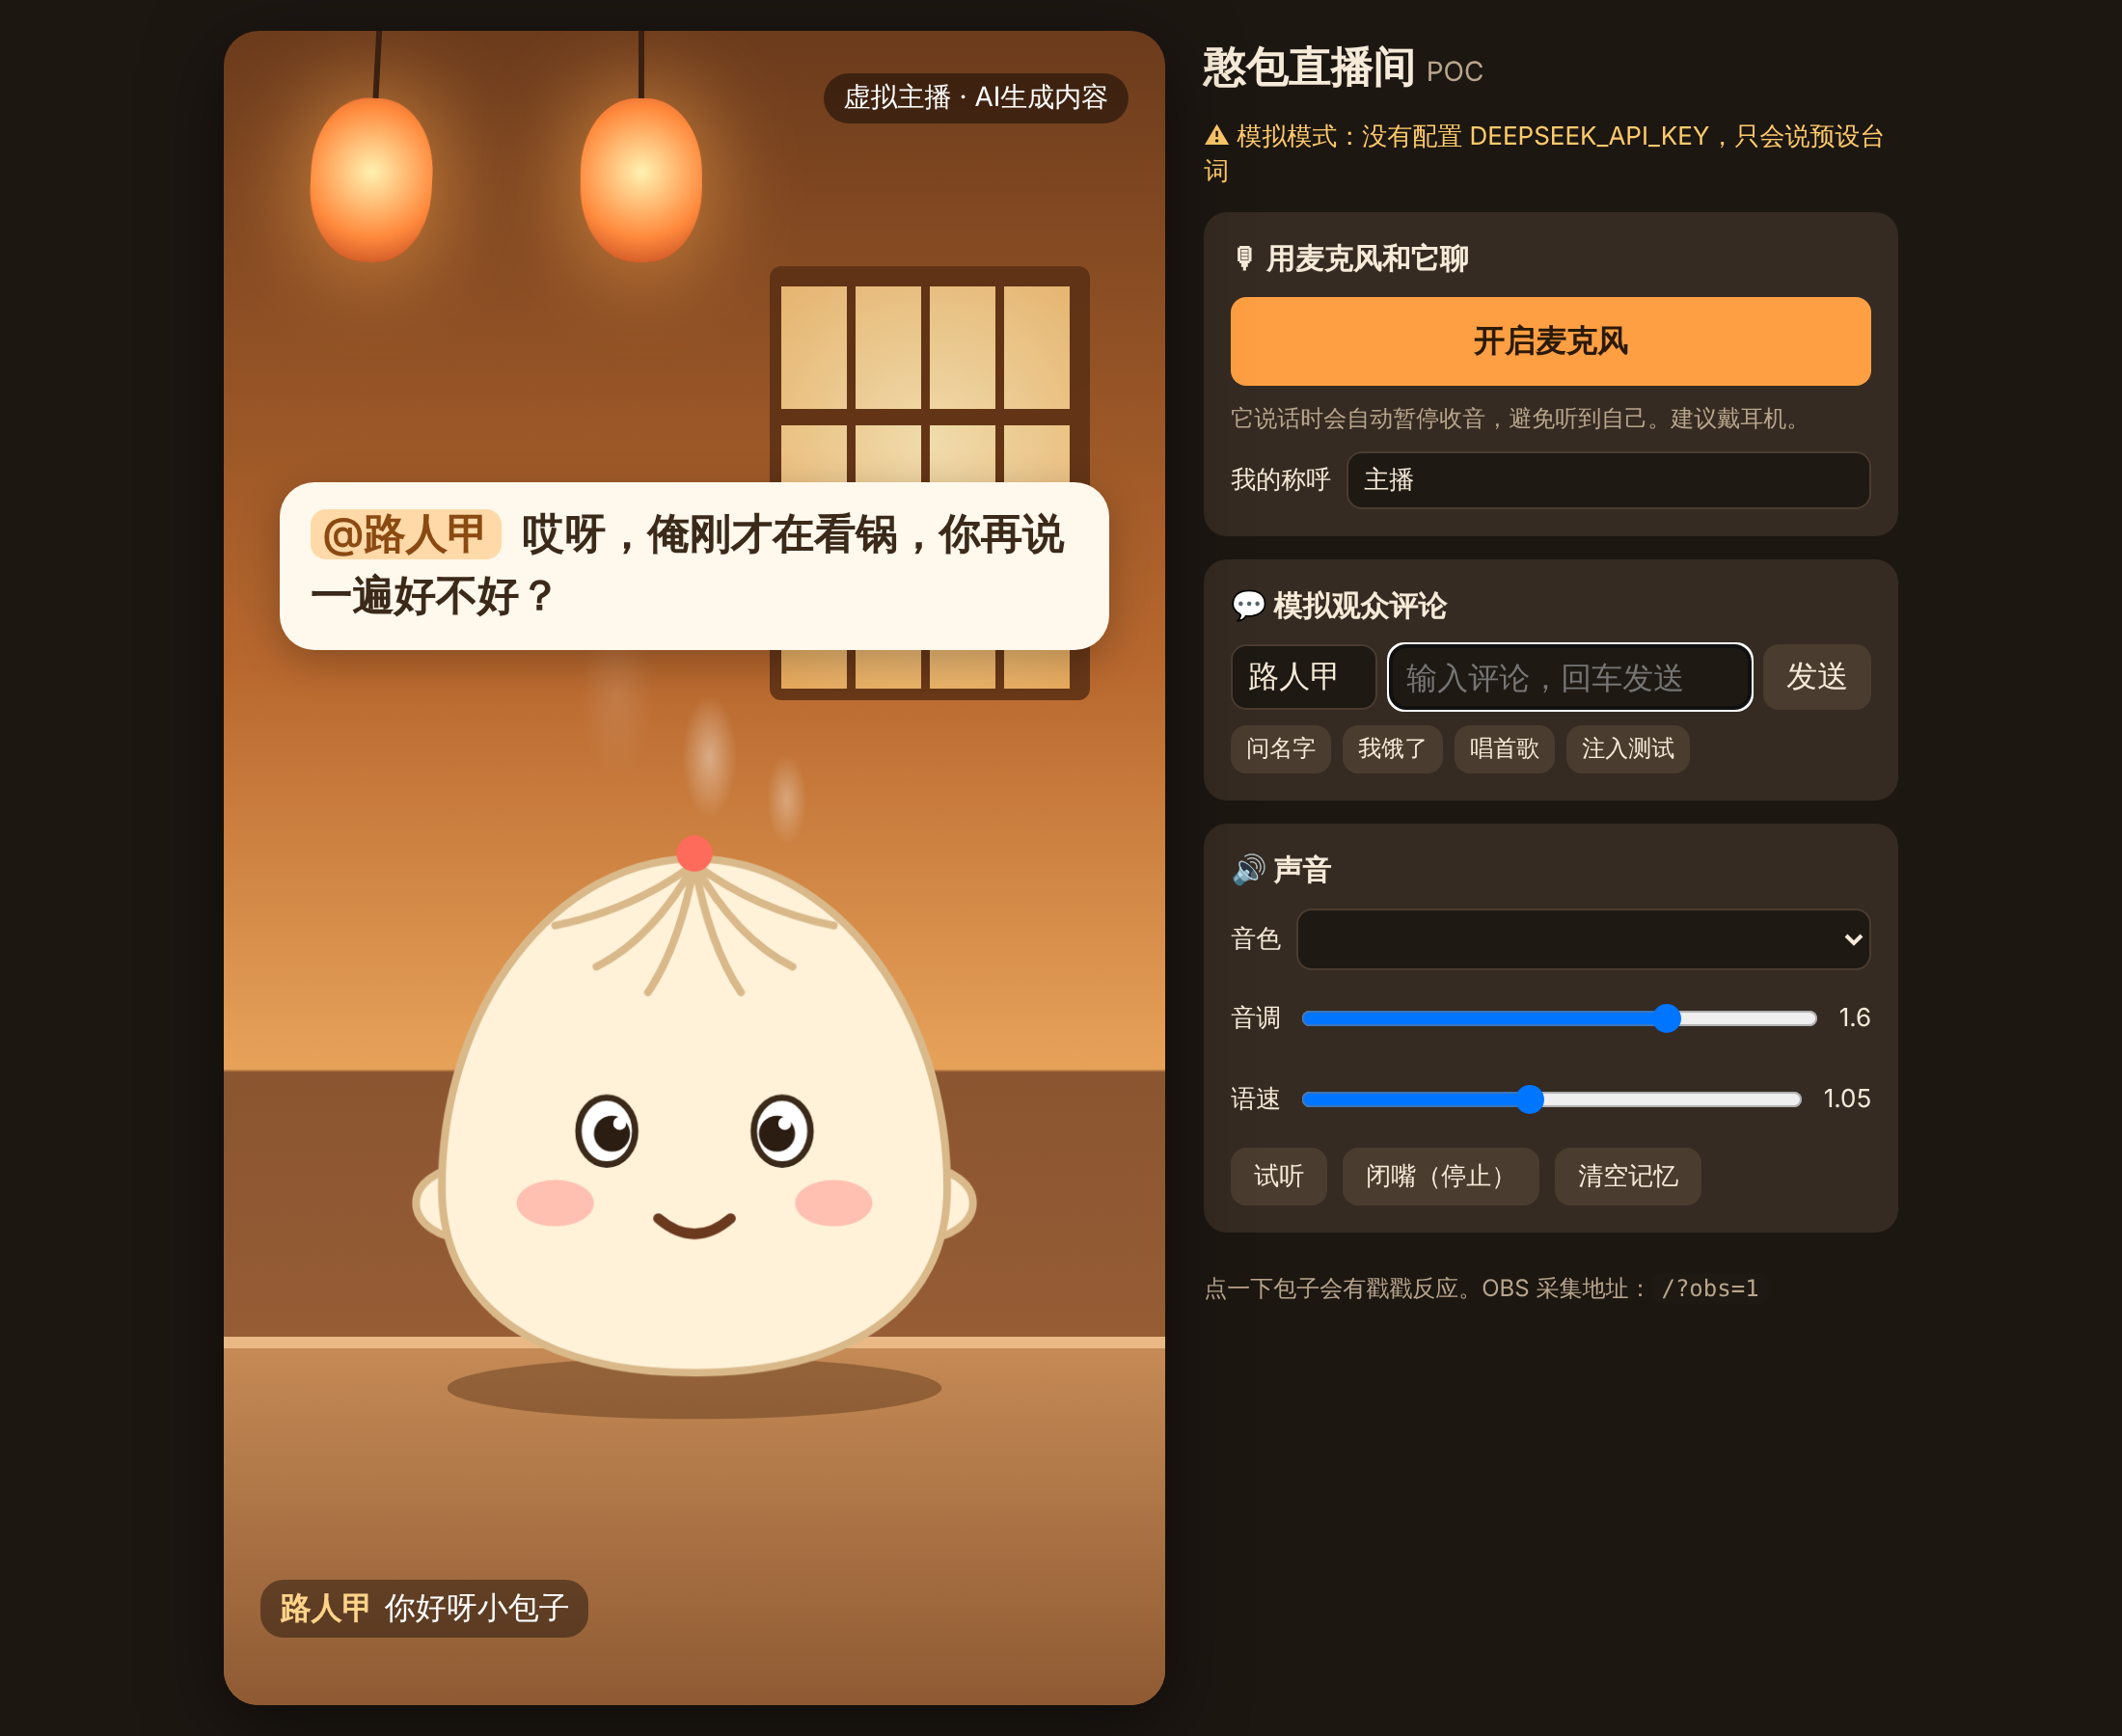 虚拟主播 · AI生成内容
@路人甲 哎呀，俺刚才在看锅，你再说
一遍好不好？
路人甲 你好呀小包子
憨包直播间 POC
⚠ 模拟模式：没有配置 DEEPSEEK_API_KEY，只会说预设台
词
🎙 用麦克风和它聊
开启麦克风
它说话时会自动暂停收音，避免听到自己。建议戴耳机。
我的称呼 主播
💬 模拟观众评论
路人甲 输入评论，回车发送 发送
问名字 我饿了 唱首歌 注入测试
🔊 声音
音色
音调 1.6
语速 1.05
试听 闭嘴（停止） 清空记忆
点一下包子会有戳戳反应。OBS 采集地址： /?obs=1